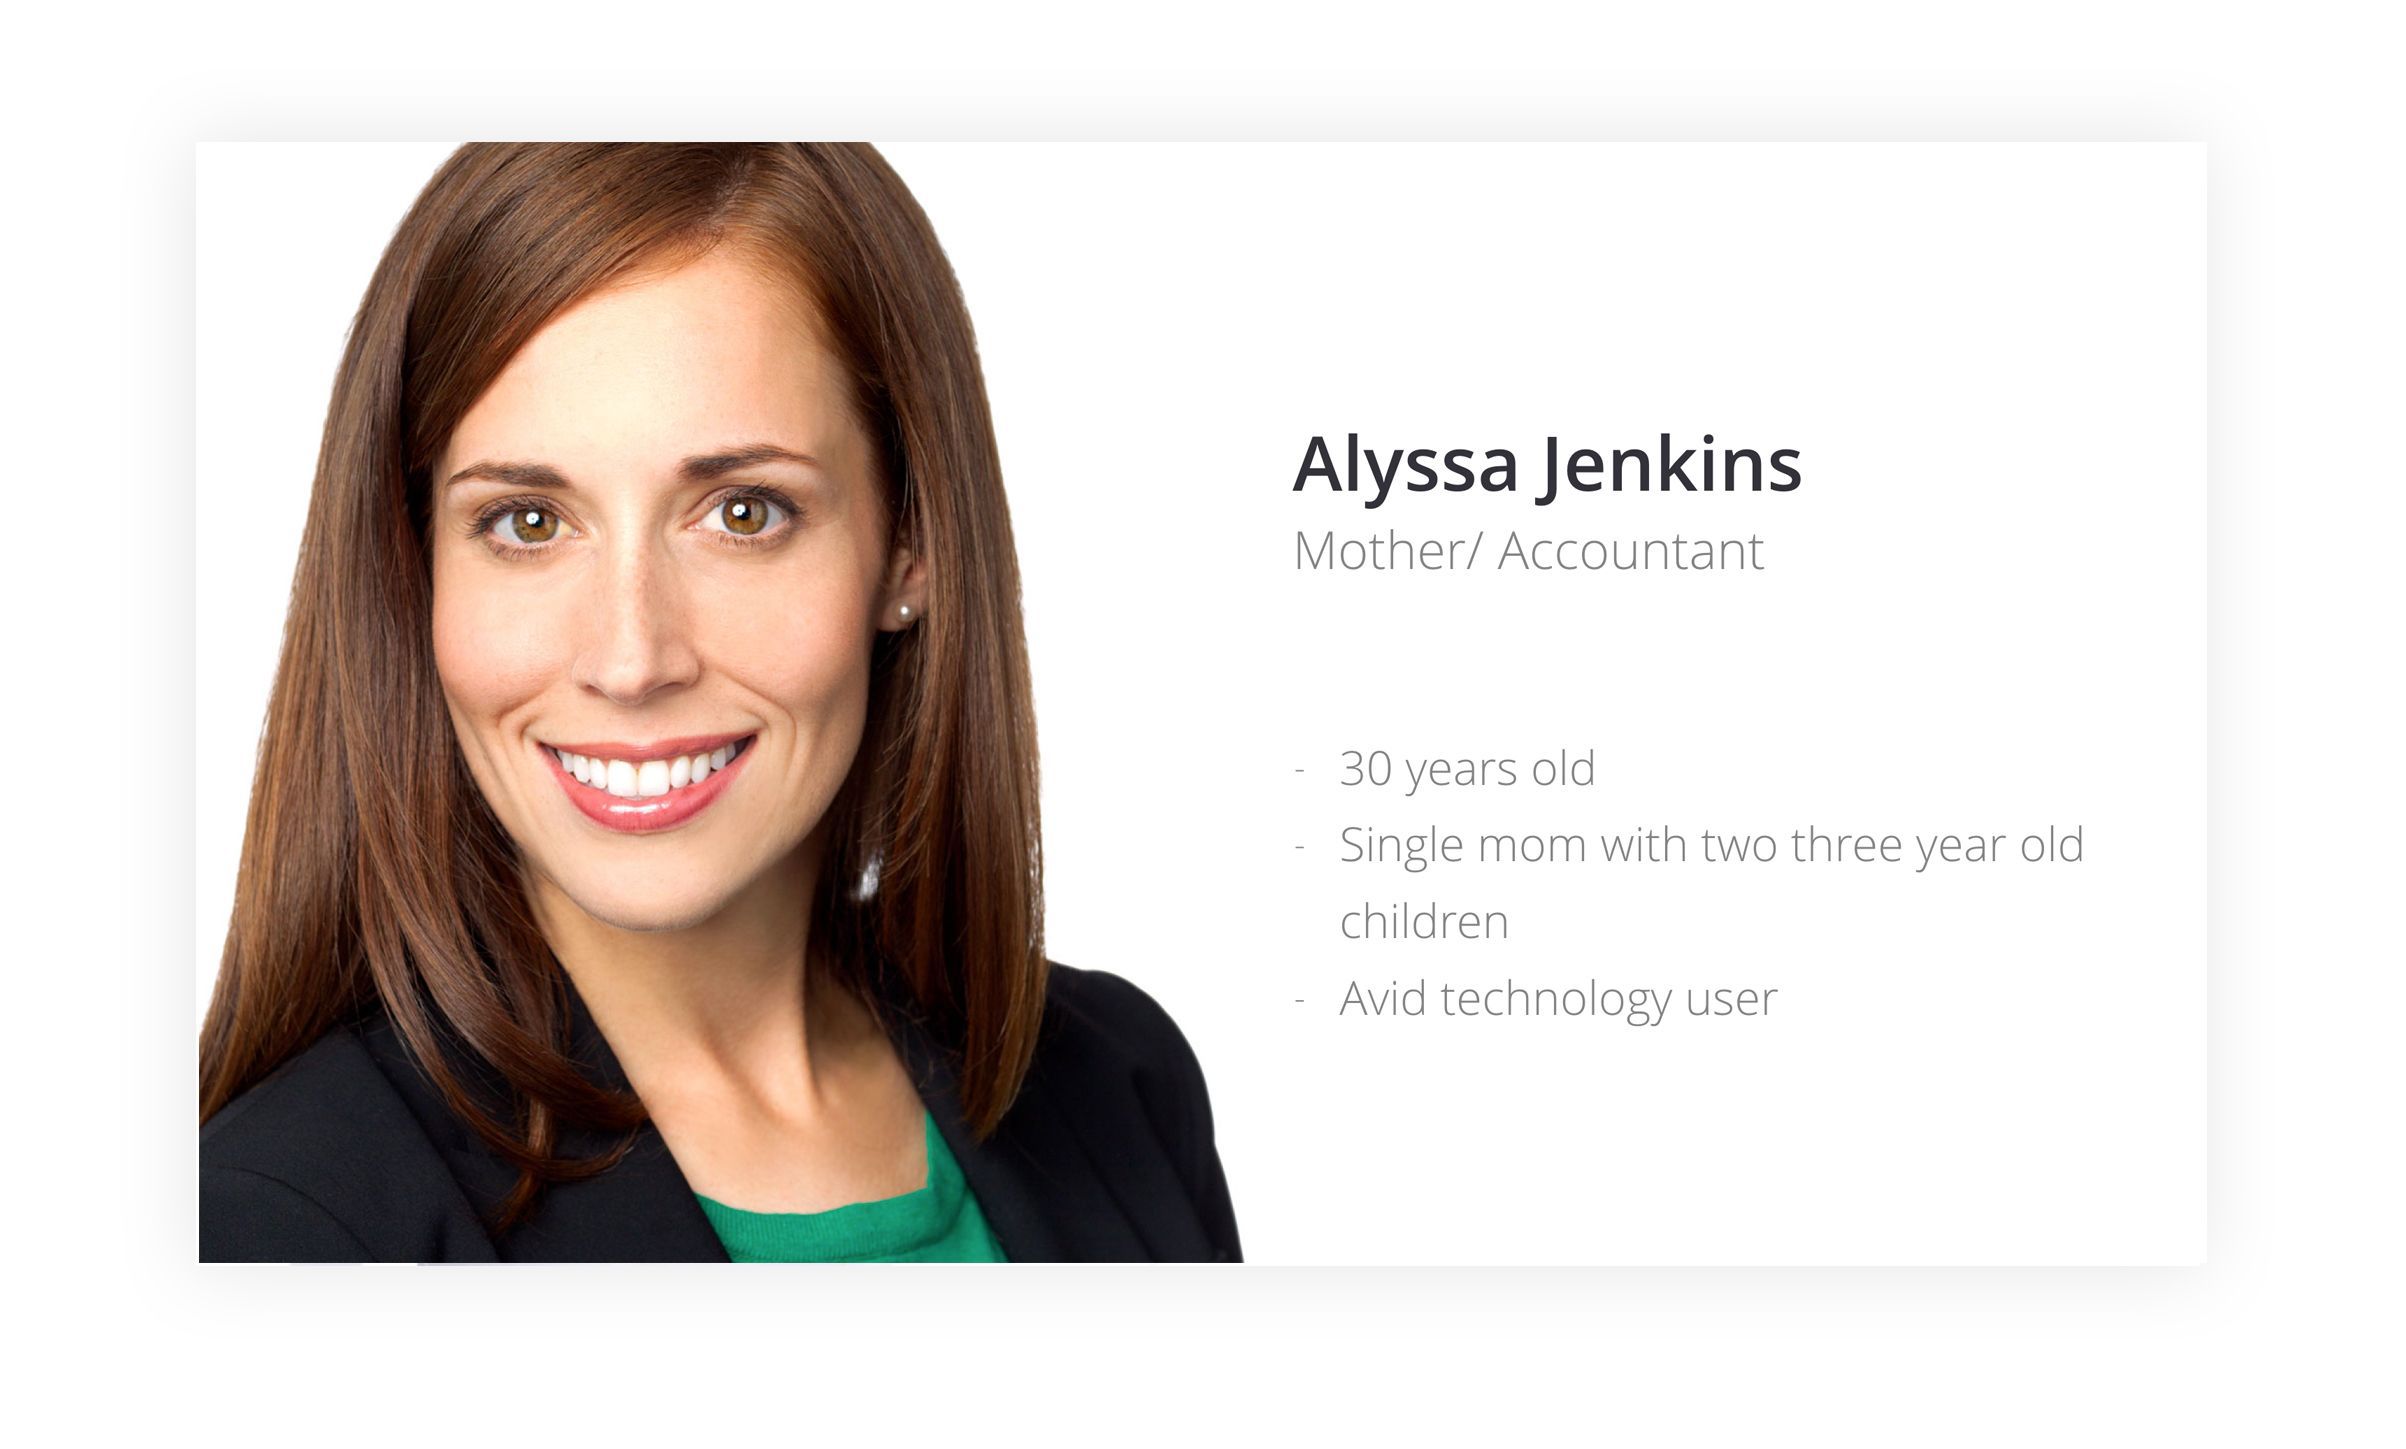 Alyssa Jenkins
Mother/ Accountant
- 30 years old
- Single mom with two three year old
children
- Avid technology user